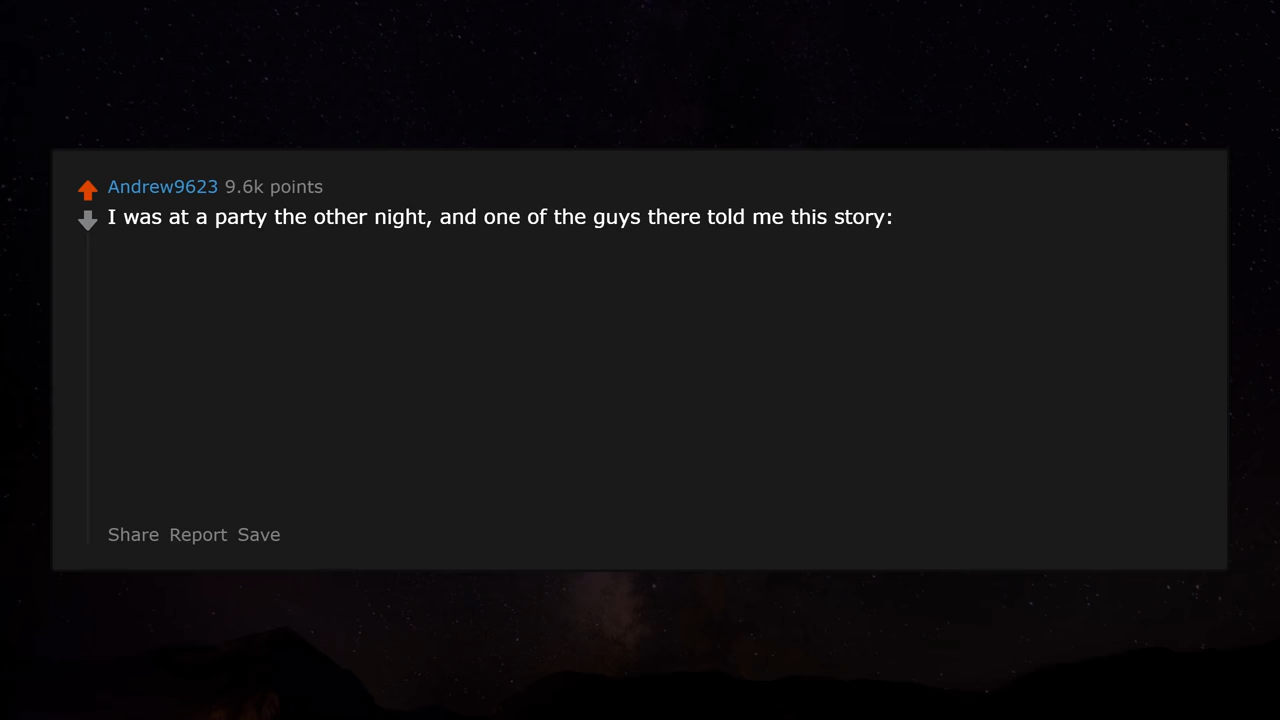 Andrew9623 9.6k points
I was at a party the other night, and one of the guys there told me this story:
Share Report Save